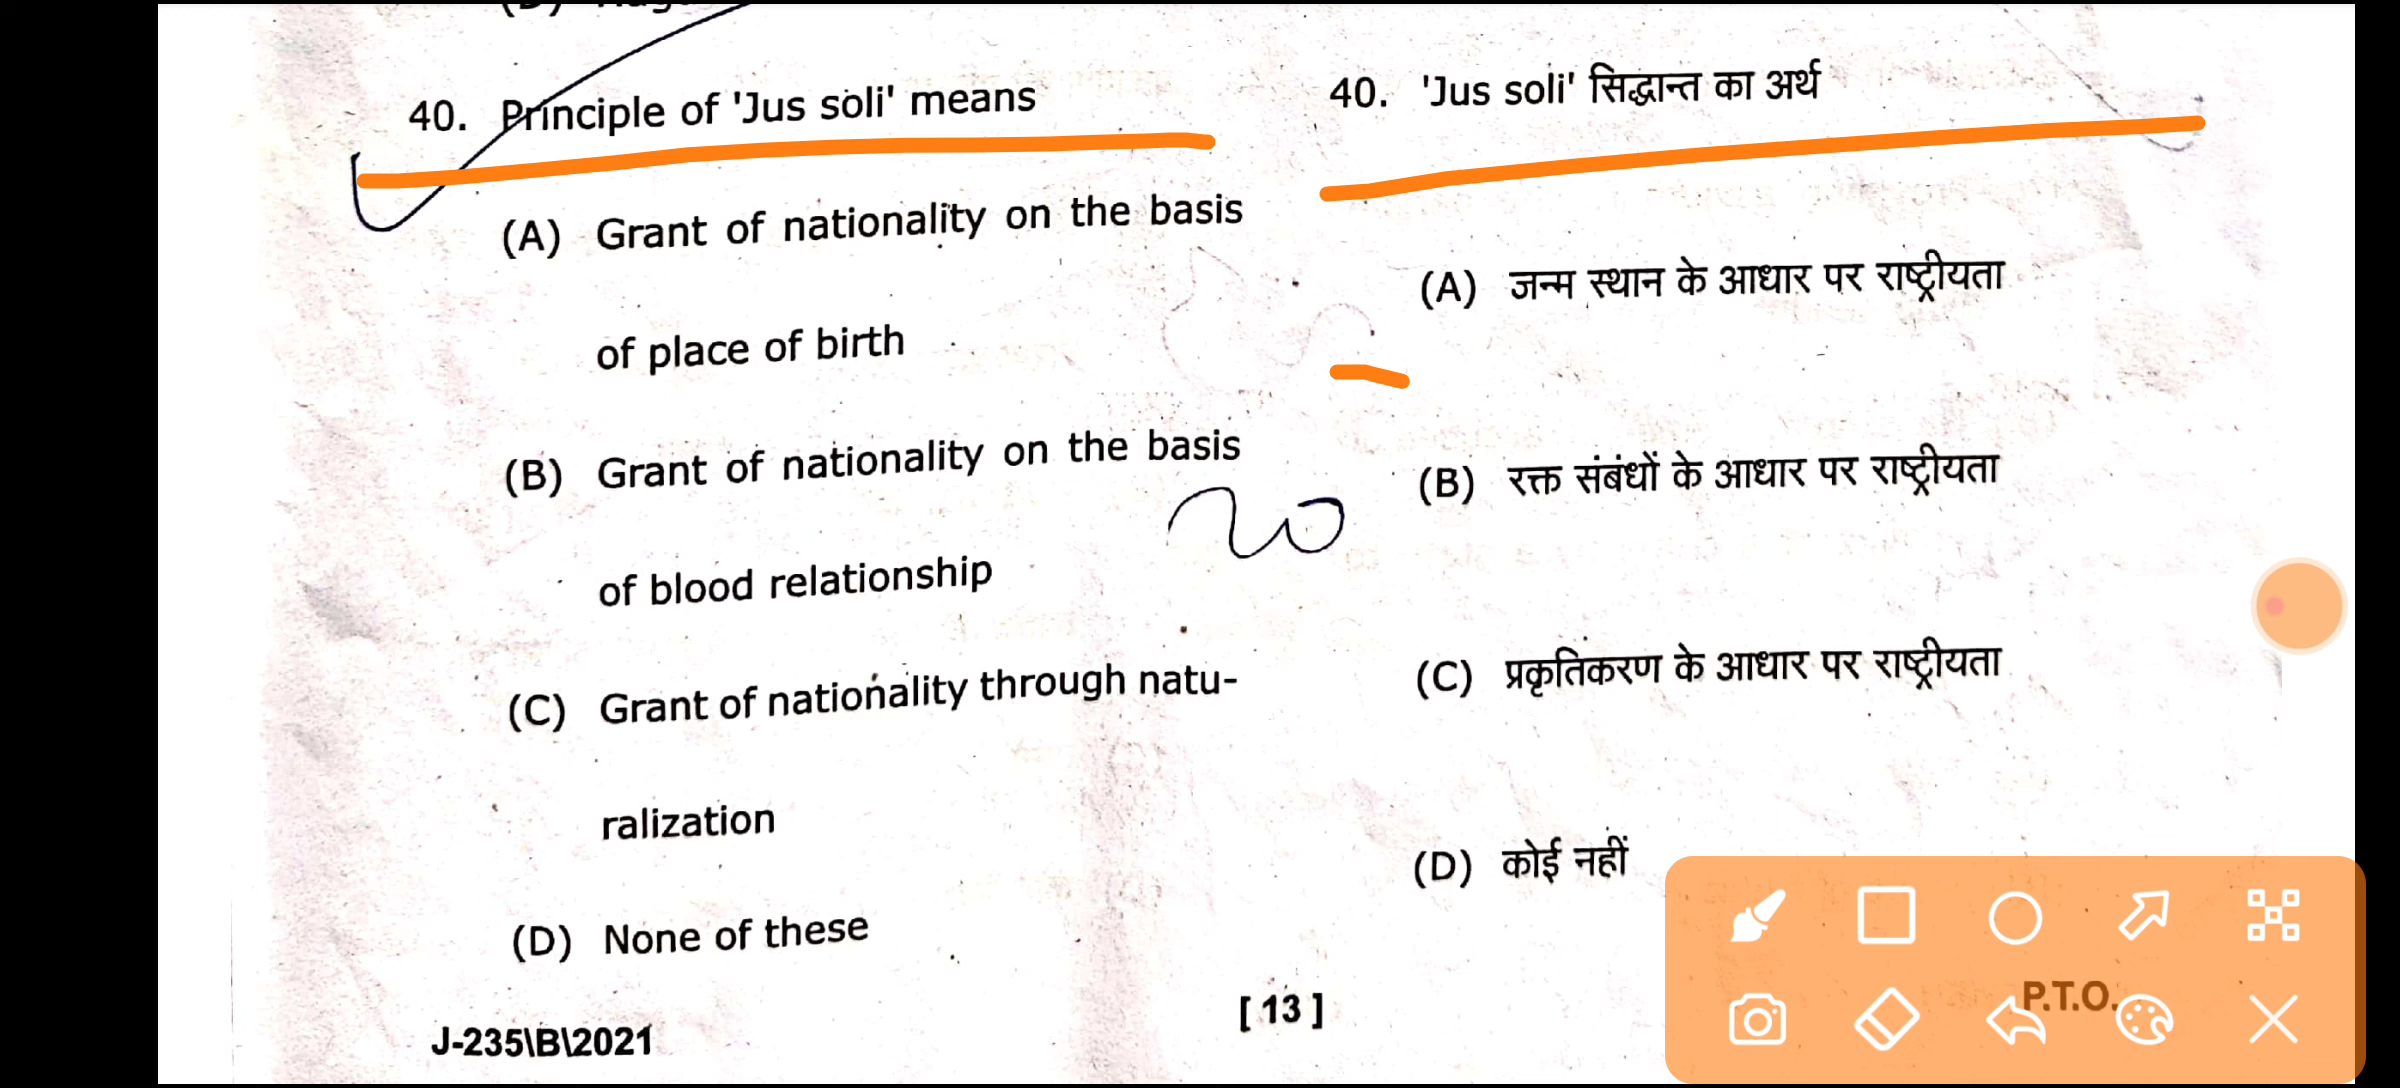 40. Principle of 'Jus soli' means
(A) Grant of nationality on the basis
of place of birth
(B) Grant of nationality on the basis
of blood relationship
(C) Grant of nationality through natu-
ralization
(D) None of these
20
40. 'Jus soli' सिद्धान्त का अर्थ
(A) जन्म स्थान के आधार पर राष्ट्रीयता
(B) रक्त संबंधों के आधार पर राष्ट्रीयता
(C) प्रकृतिकरण के आधार पर राष्ट्रीयता
(D) कोई नहीं
J-235\B\2021
[ 13 ]
P.T.O.